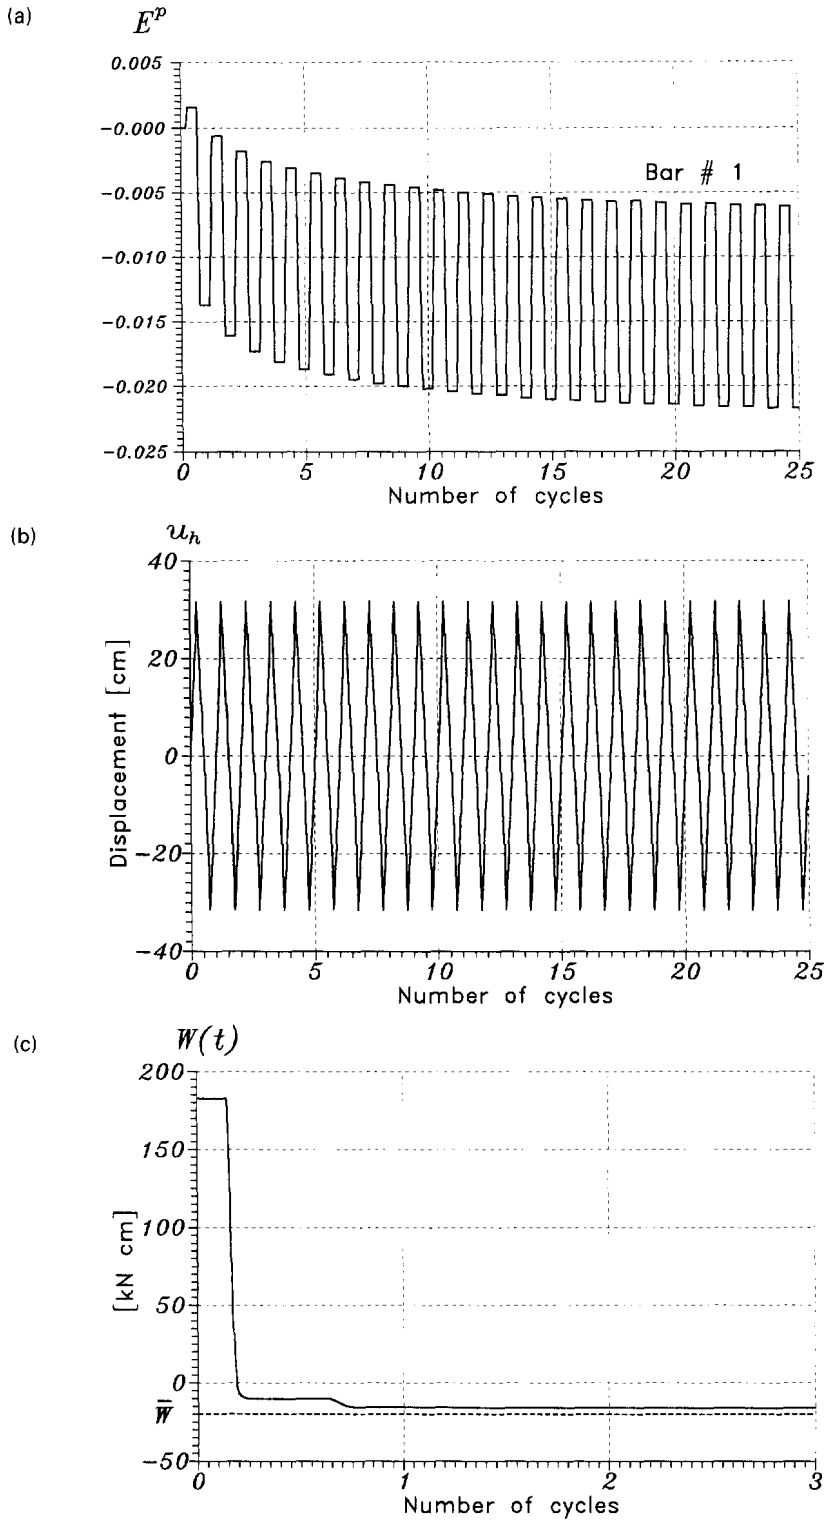 (a)
E^p
0.005
-0.000
-0.005
-0.010
-0.015
-0.020
-0.025
Bar # 1
0 5 10 15 20 25
Number of cycles
(b)
u_h
40
20
0
-20
-40
Displacement [cm]
0 5 10 15 20 25
Number of cycles
(c)
W(t)
200
150
100
50
0
W̄
-50
[kN cm]
0 1 2 3
Number of cycles